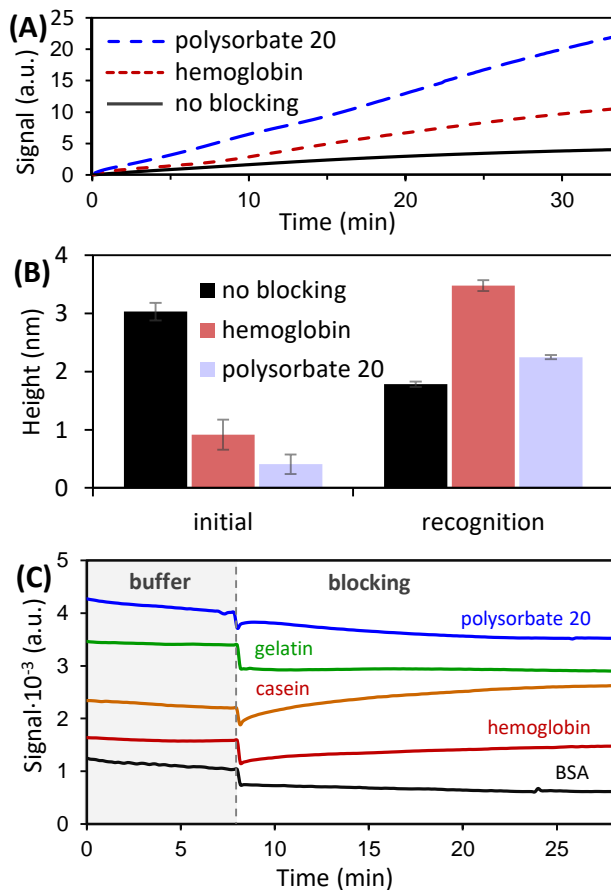 (A)
25
20
15
10
5
0
Signal (a.u.)
polysorbate 20
hemoglobin
no blocking
0 10 20 30
Time (min)
(B)
4
3
2
1
0
Height (nm)
no blocking
hemoglobin
polysorbate 20
initial recognition
(C)
5
4
3
2
1
0
Signal·10⁻³ (a.u.)
buffer blocking
polysorbate 20
gelatin
casein
hemoglobin
BSA
0 5 10 15 20 25
Time (min)